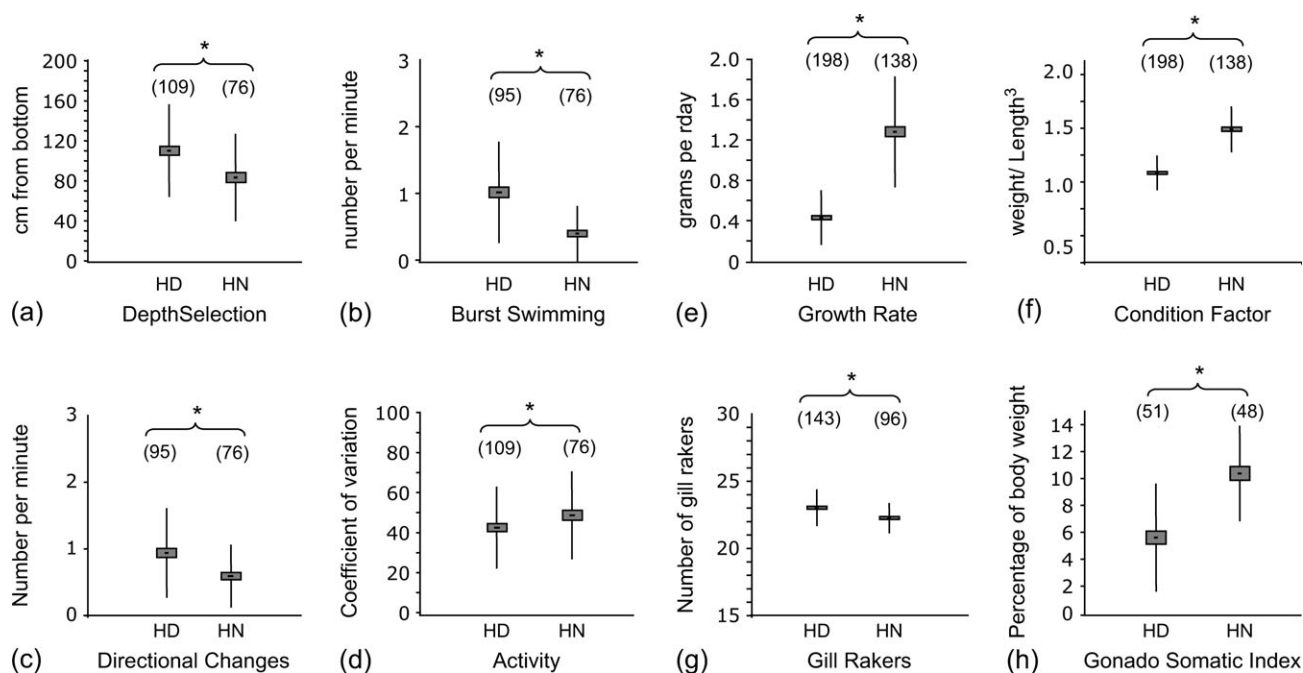 *
(109) (76)
cm from bottom
200
160
120
80
40
0
HD HN
(a) DepthSelection
*
(95) (76)
number per minute
3
2
1
0
HD HN
(b) Burst Swimming
*
(198) (138)
grams pe rday
2.0
1.6
1.2
0.8
0.4
0
HD HN
(e) Growth Rate
*
(198) (138)
weight/ Length³
2.0
1.5
1.0
0.5
HD HN
(f) Condition Factor
*
(95) (76)
Number per minute
3
2
1
0
HD HN
(c) Directional Changes
*
(109) (76)
Coefficient of variation
100
80
60
40
20
0
HD HN
(d) Activity
*
(143) (96)
Number of gill rakers
30
27
25
23
21
19
17
15
HD HN
(g) Gill Rakers
*
(51) (48)
Percentage of body weight
14
12
10
8
6
4
2
0
HD HN
(h) Gonado Somatic Index